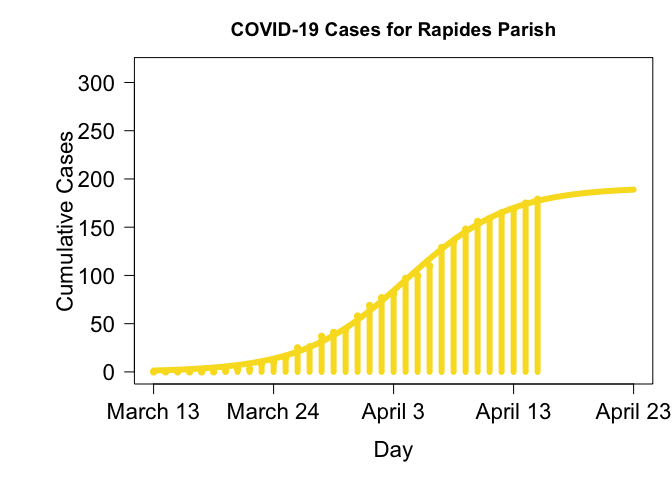 COVID-19 Cases for Rapides Parish
Cumulative Cases
300
250
200
150
100
50
0
March 13 March 24 April 3 April 13 April 23
Day